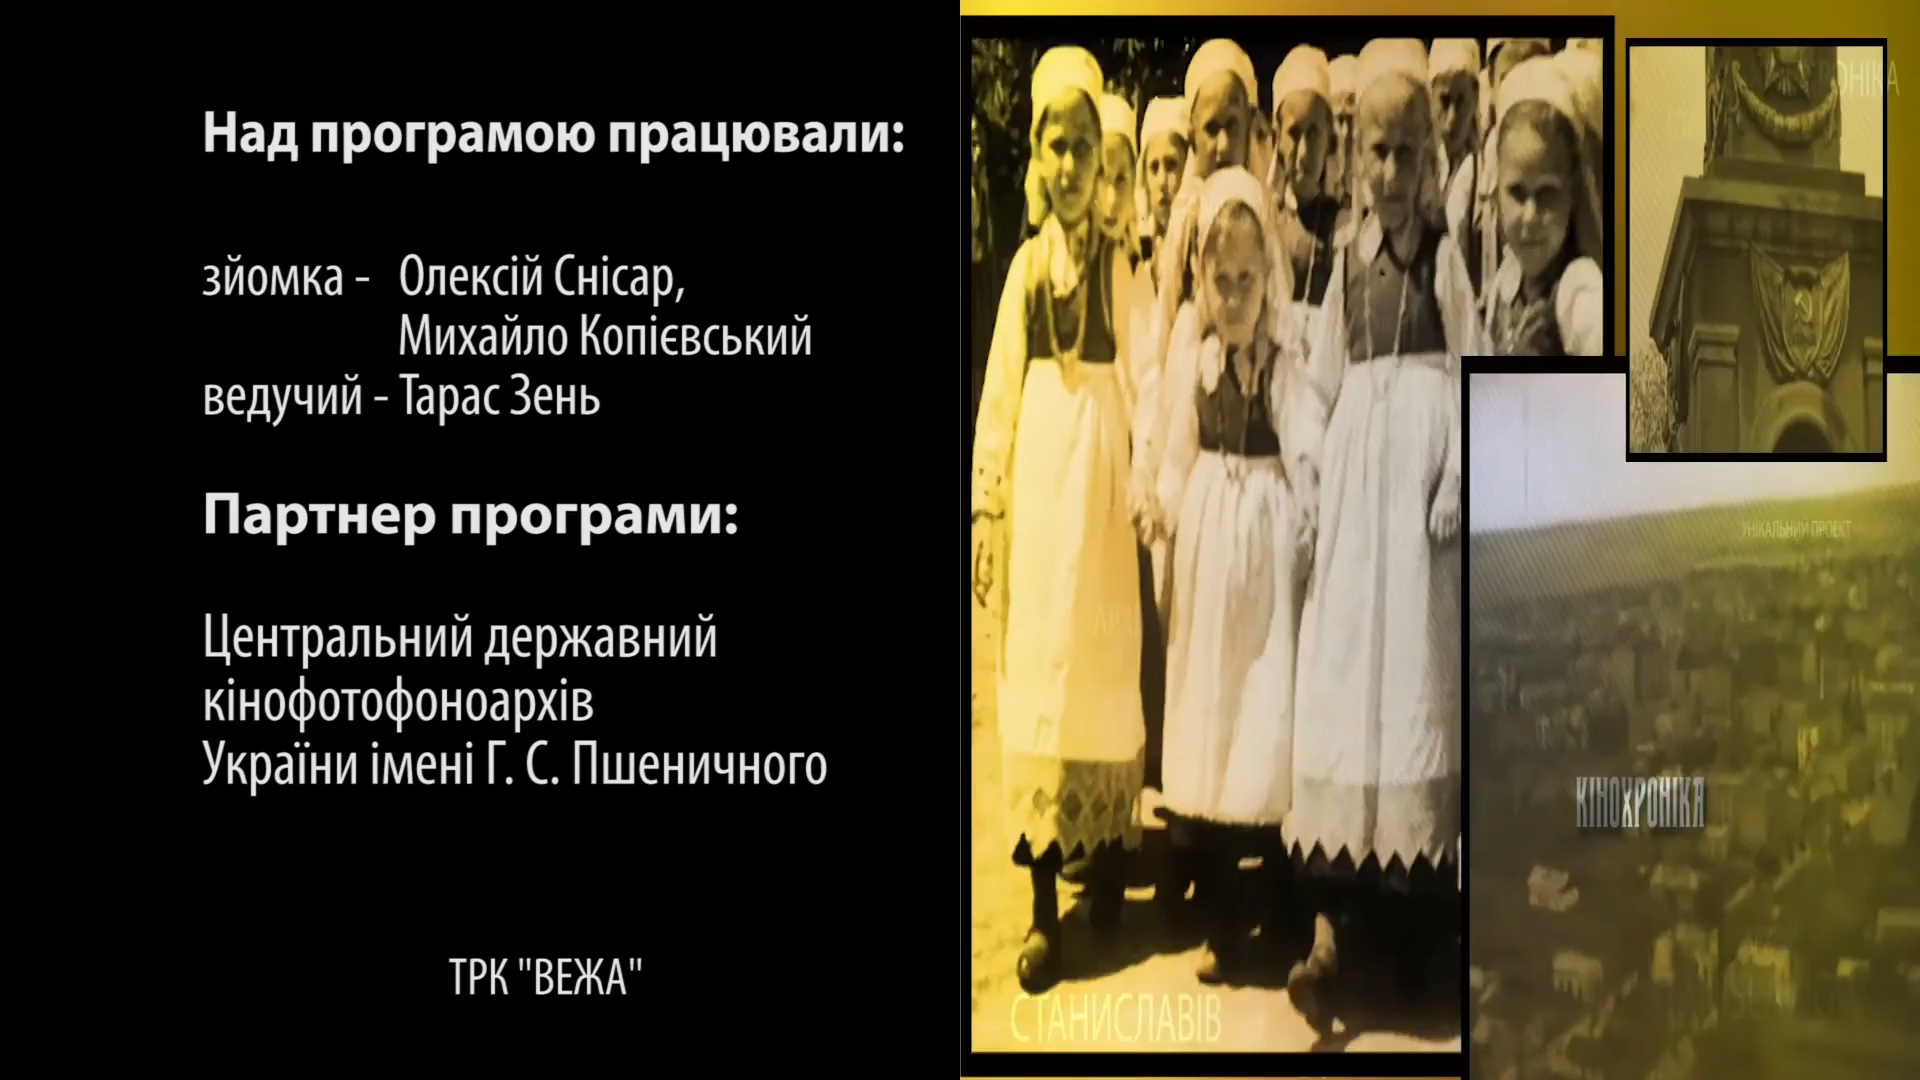 Над програмою працювали:
зйомка - Олексій Снісар,
Михайло Копієвський
ведучий - Тарас Зень
Партнер програми:
Центральний державний
кінофотофоноархів
України імені Г. С. Пшеничного
ТРК "ВЕЖА"
УНІКАЛЬНИЙ ПРОЕКТ
КІНОХРОНІКА
СТАНИСЛАВІВ